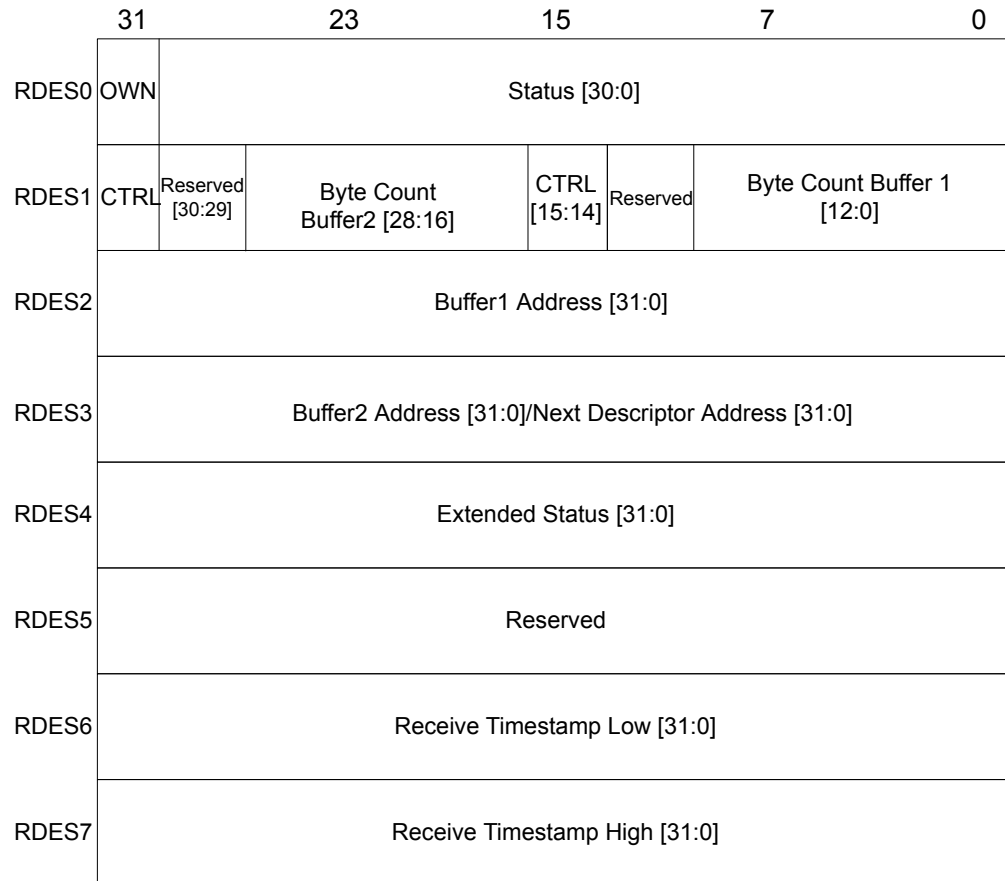 31 23 15 7 0
RDES0 OWN Status [30:0]
RDES1 CTRL Reserved
[30:29] Byte Count
Buffer2 [28:16] CTRL
[15:14] Reserved Byte Count Buffer 1
[12:0]
RDES2 Buffer1 Address [31:0]
RDES3 Buffer2 Address [31:0]/Next Descriptor Address [31:0]
RDES4 Extended Status [31:0]
RDES5 Reserved
RDES6 Receive Timestamp Low [31:0]
RDES7 Receive Timestamp High [31:0]